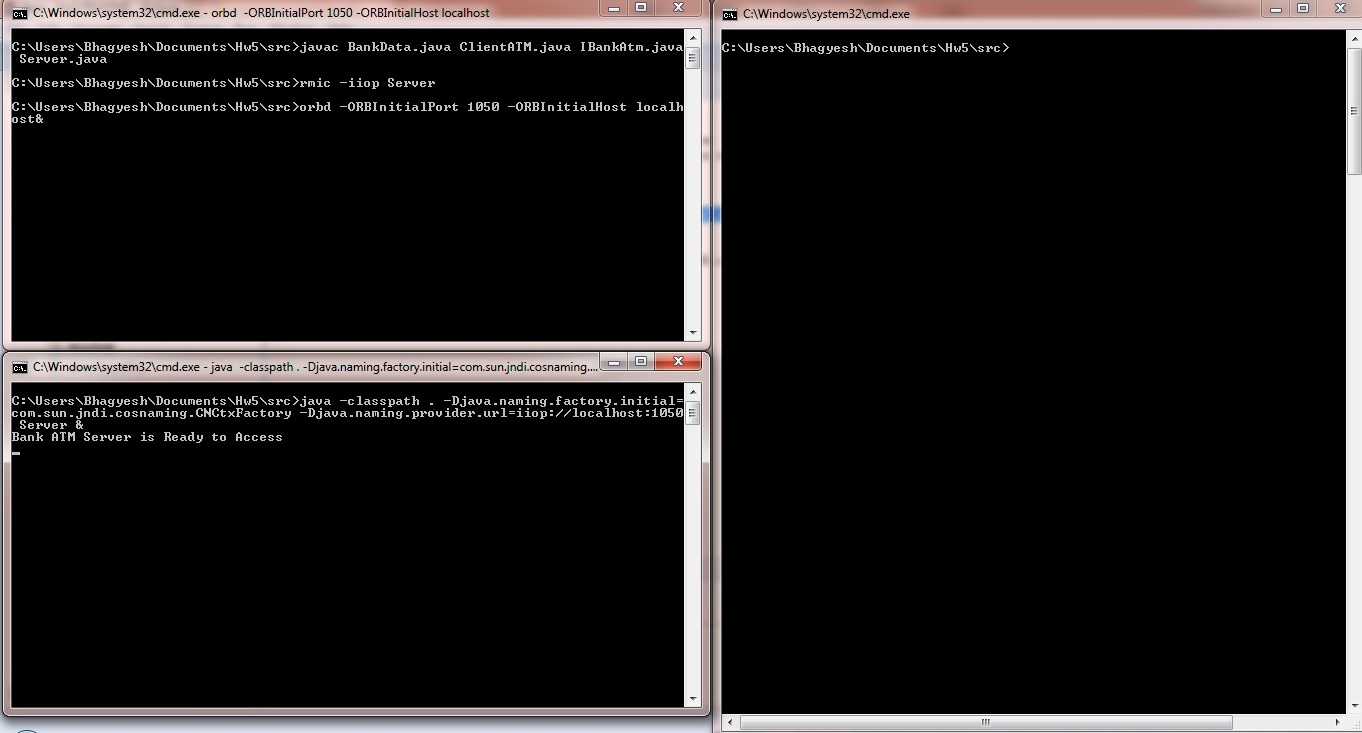 C:\Windows\system32\cmd.exe - orbd  -ORBInitialPort 1050 -ORBInitialHost localhost
C:\Users\Bhagyesh\Documents\Hw5\src>javac BankData.java ClientATM.java IBankAtm.java
 Server.java
C:\Users\Bhagyesh\Documents\Hw5\src>rmic -iiop Server
C:\Users\Bhagyesh\Documents\Hw5\src>orbd -ORBInitialPort 1050 -ORBInitialHost localh
ost&
C:\Windows\system32\cmd.exe - java  -classpath . -Djava.naming.factory.initial=com.sun.jndi.cosnaming....
C:\Users\Bhagyesh\Documents\Hw5\src>java -classpath . -Djava.naming.factory.initial=
com.sun.jndi.cosnaming.CNCtxFactory -Djava.naming.provider.url=iiop://localhost:1050
 Server &
Bank ATM Server is Ready to Access
C:\Windows\system32\cmd.exe
C:\Users\Bhagyesh\Documents\Hw5\src>